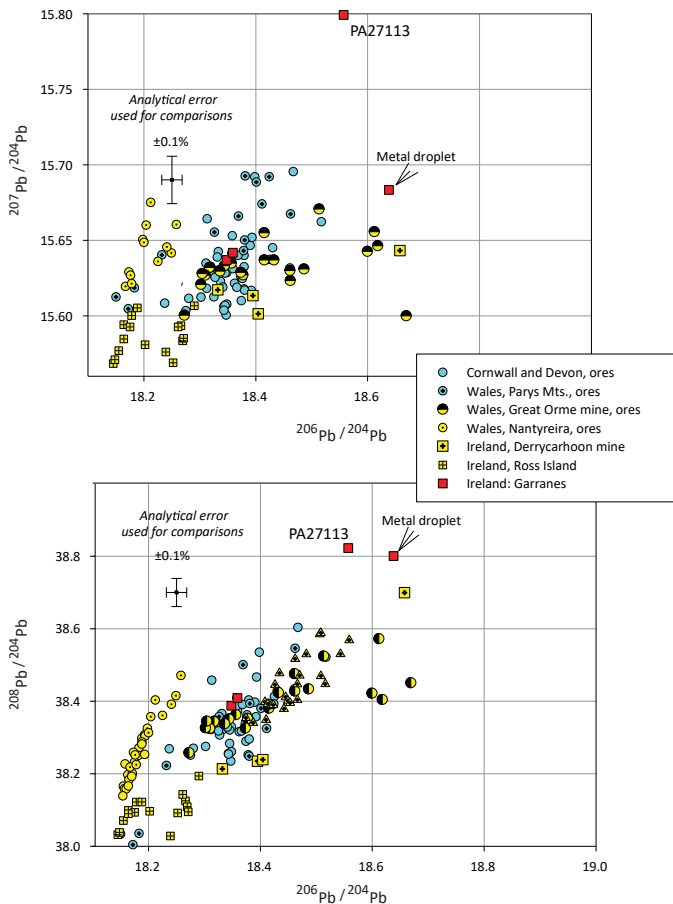 15.80
PA27113
15.75
Analytical error
used for comparisons
±0.1%
15.70
Metal droplet
15.65
15.60
207Pb / 204Pb
18.2
18.4
18.6
206Pb / 204Pb
Cornwall and Devon, ores
Wales, Parys Mts., ores
Wales, Great Orme mine, ores
Wales, Nantyreira, ores
Ireland, Derrycarhoon mine
Ireland, Ross Island
Ireland: Garranes
Analytical error
used for comparisons
±0.1%
PA27113
Metal droplet
38.8
38.6
38.4
38.2
38.0
208Pb / 204Pb
18.2
18.4
18.6
18.8
19.0
206Pb / 204Pb